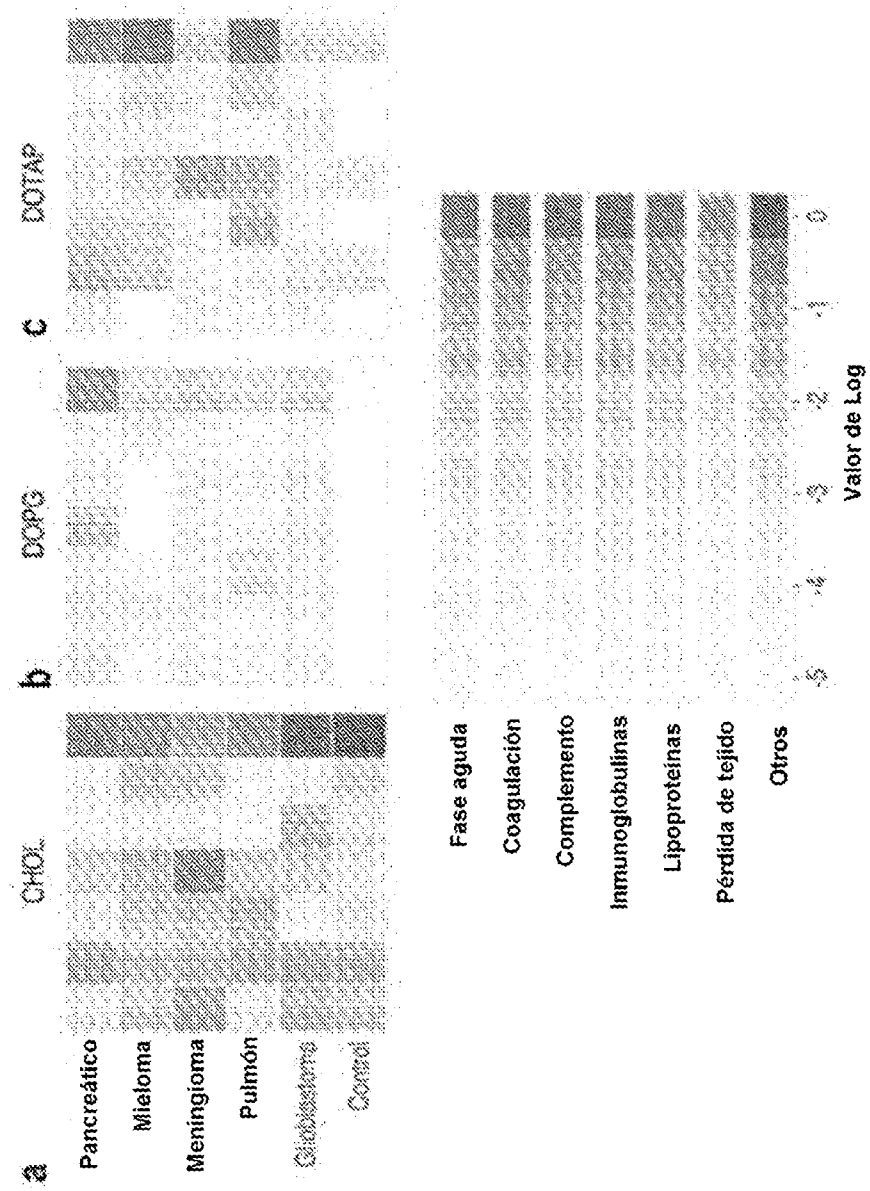 a
CHOL
b
DOPG
c
DOTAP
Pancreático
Mieloma
Meningioma
Pulmón
Glioblastoma
Control
Fase aguda
Coagulación
Complemento
Inmunoglobulinas
Lipoproteínas
Pérdida de tejido
Otros
-5 -4 -3 -2 -1 0
Valor de Log